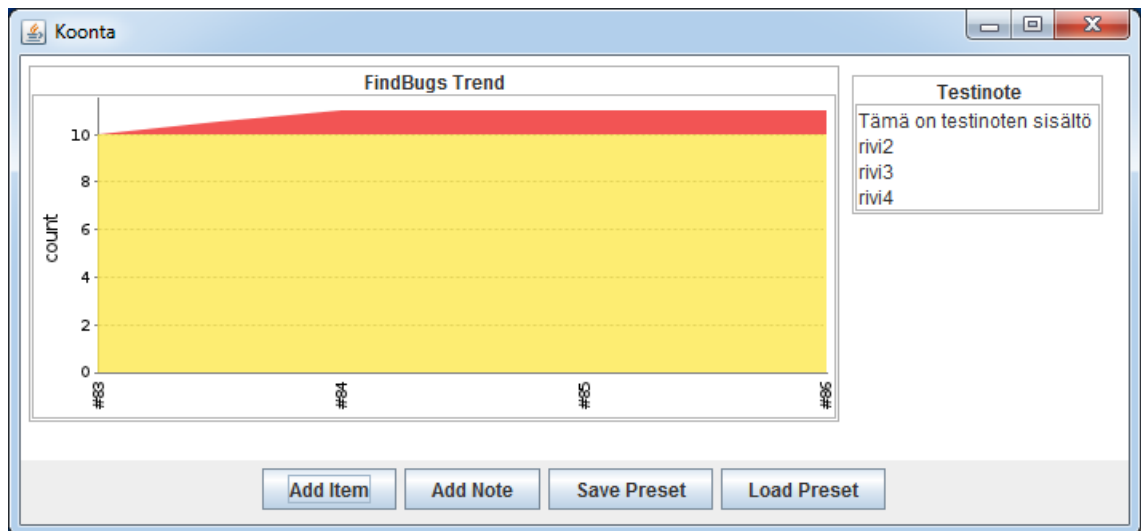 Koonta
FindBugs Trend
10
8
6
4
2
0
count
#83
#84
#85
#86
Testinote
Tämä on testinoten sisältö
rivi2
rivi3
rivi4
Add Item
Add Note
Save Preset
Load Preset